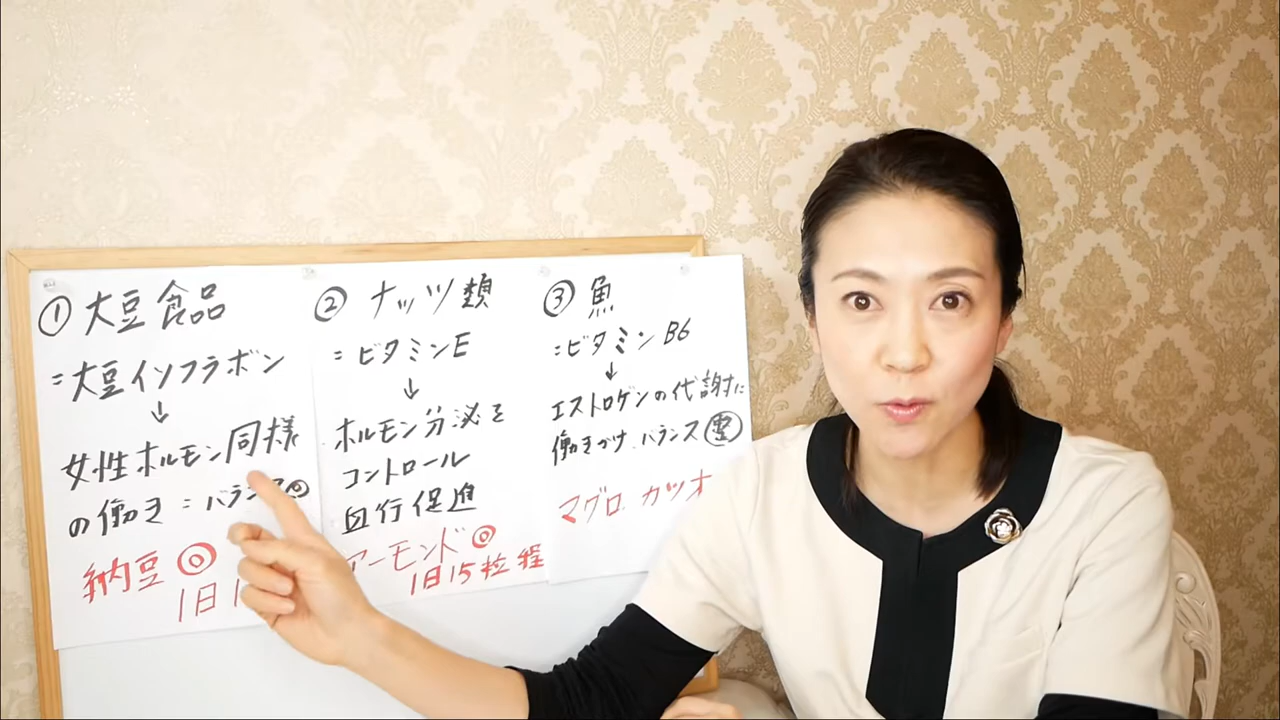 ① 大豆食品
=大豆イソフラボン
↓
女性ホルモン同様
の働き=バランス◎
納豆◎
1日1
② ナッツ類
=ビタミンE
↓
ホルモン分泌を
コントロール
血行促進
アーモンド◎
1日15粒程
③ 魚
=ビタミンB6
↓
エストロゲンの代謝に
働きかけ、バランス整
マグロ、カツオ